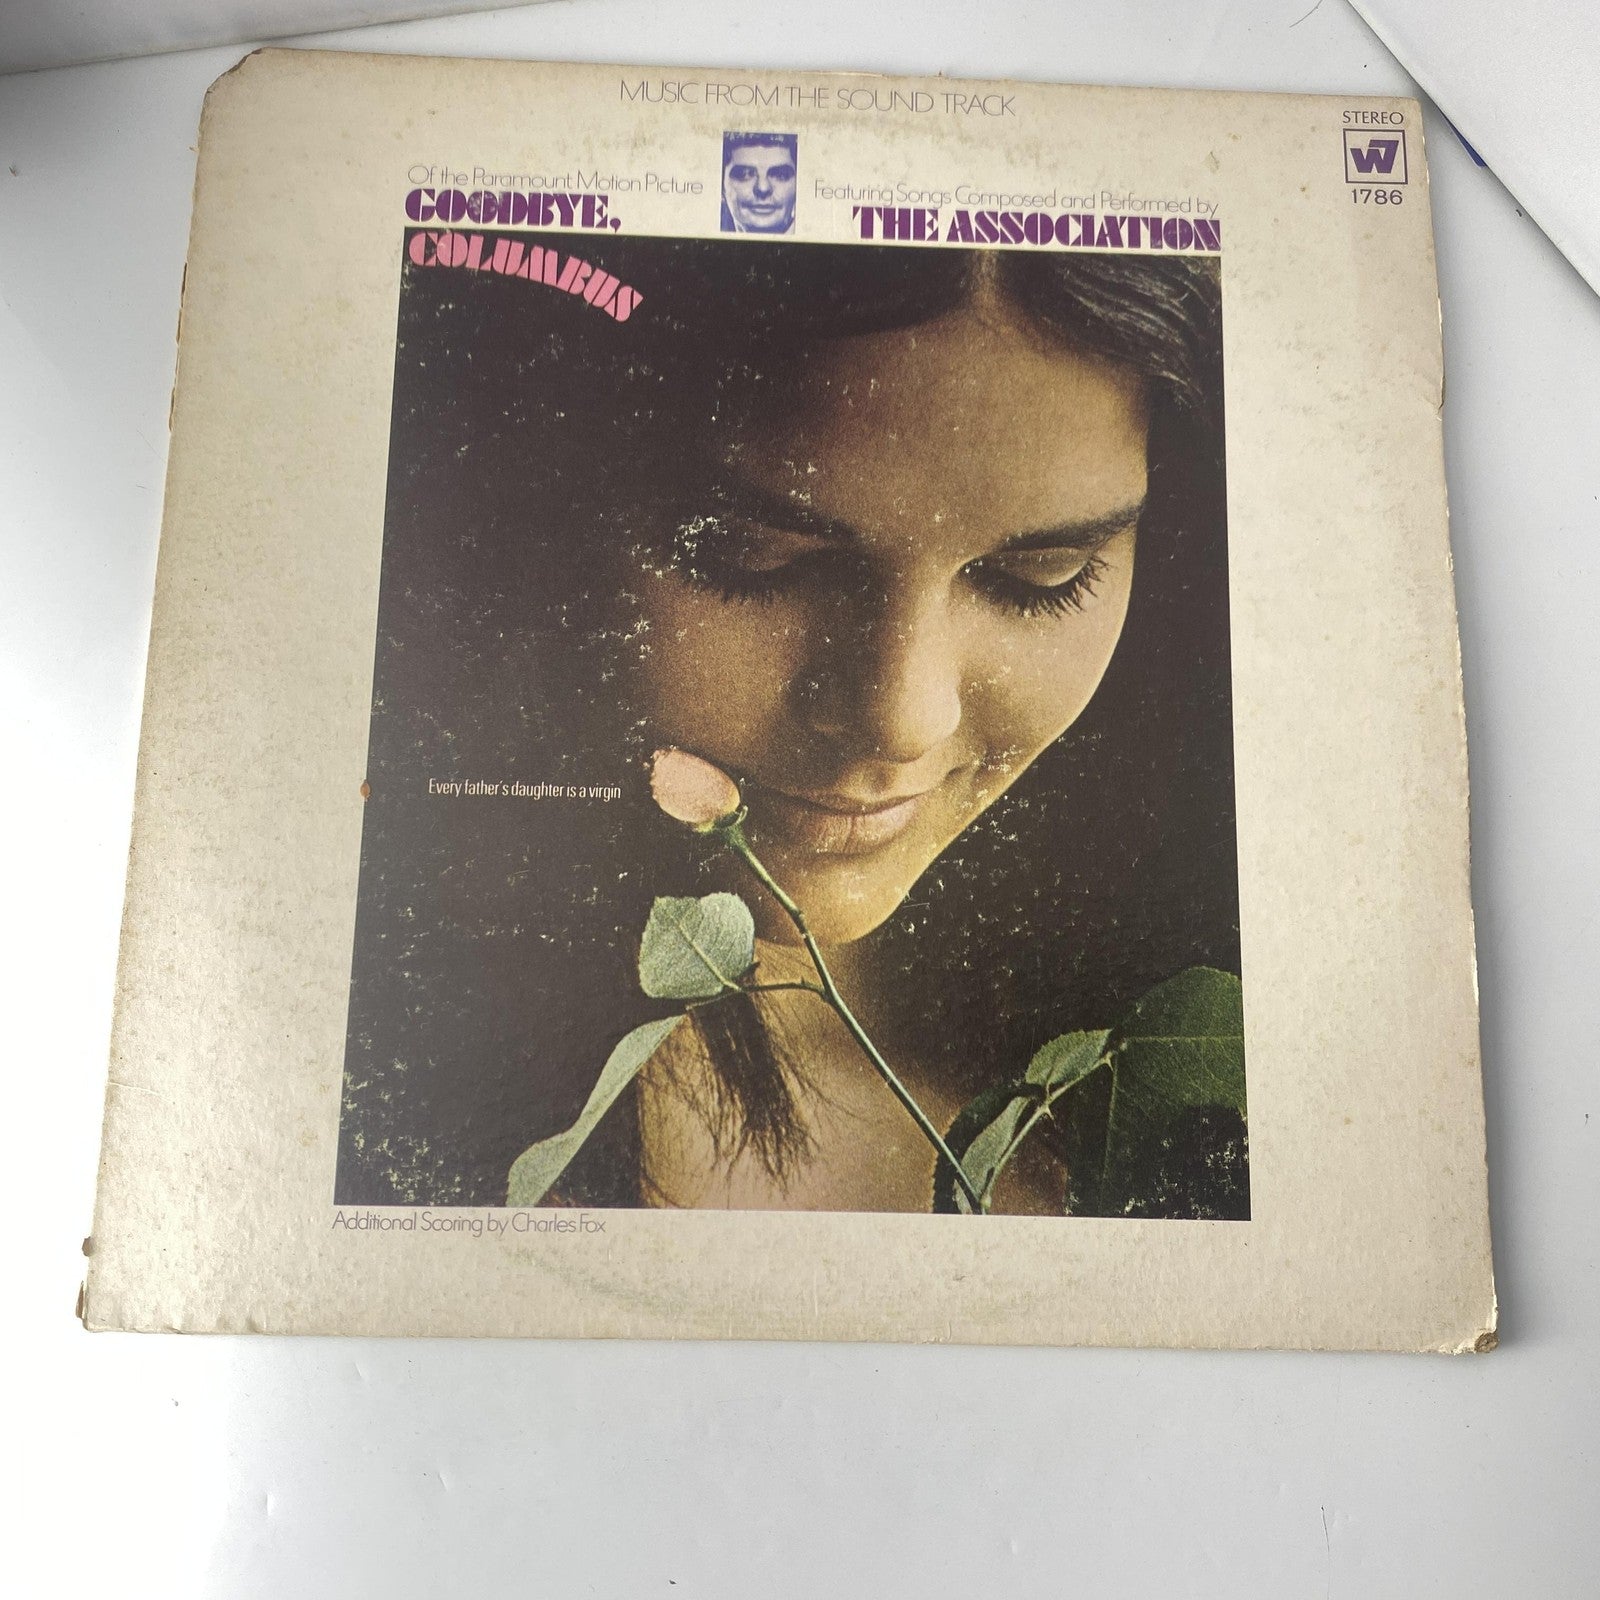 MUSIC FROM THE SOUND TRACK
STEREO
W7
1786
Of the Paramount Motion Picture
GOODBYE,
COLUMBUS
Featuring Songs Composed and Performed by
THE ASSOCIATION
Every father's daughter is a virgin
Additional Scoring by Charles Fox